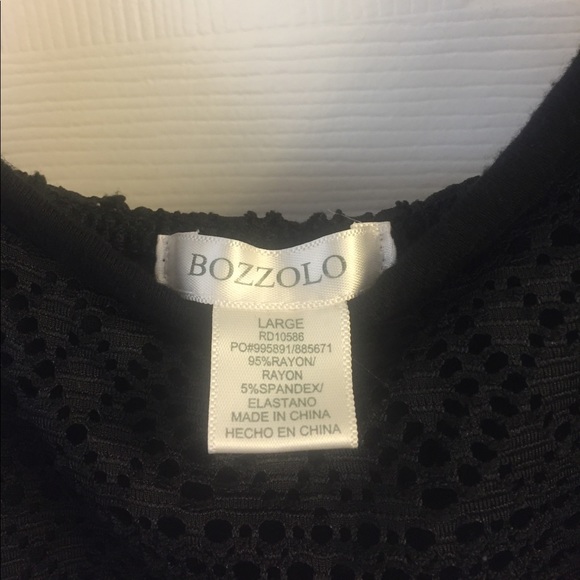 BOZZOLO
LARGE
RD10586
PO#995891/885671
95%RAYON/
RAYON
5%SPANDEX/
ELASTANO
MADE IN CHINA
HECHO EN CHINA